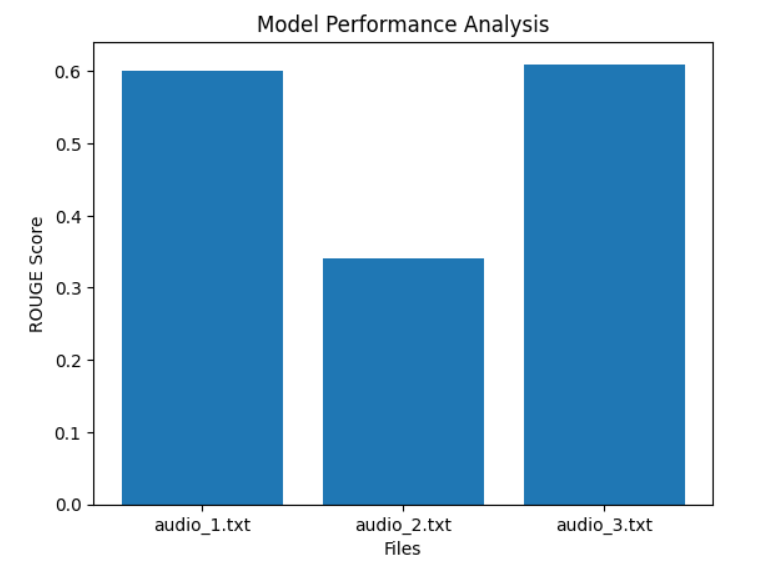 Model Performance Analysis
ROUGE Score
0.6
0.5
0.4
0.3
0.2
0.1
0.0
audio_1.txt audio_2.txt audio_3.txt
Files